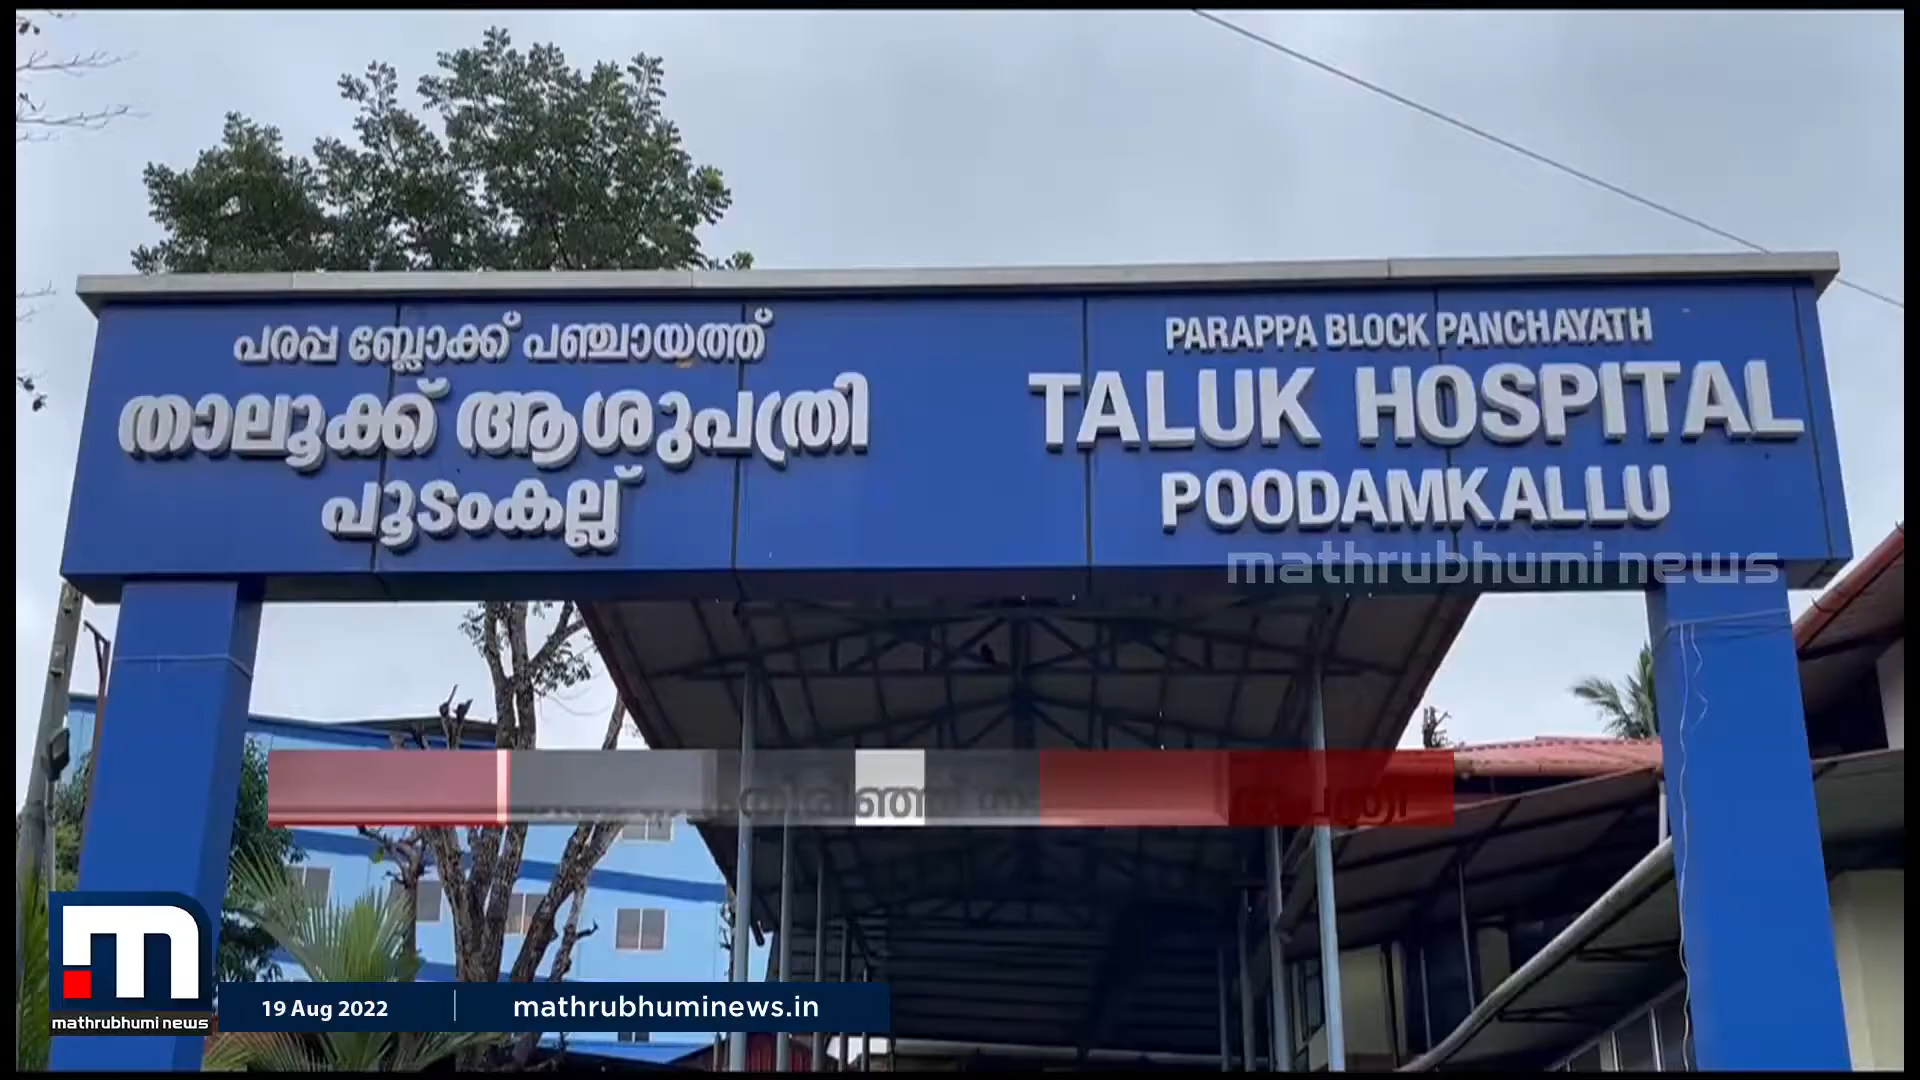 പരപ്പ ബ്ലോക്ക് പഞ്ചായത്ത്
താലൂക്ക് ആശുപത്രി
പൂടംകല്ല്
PARAPPA BLOCK PANCHAYATH
TALUK HOSPITAL
POODAMKALLU
mathrubhumi news
mathrubhumi news
19 Aug 2022
mathrubhuminews.in